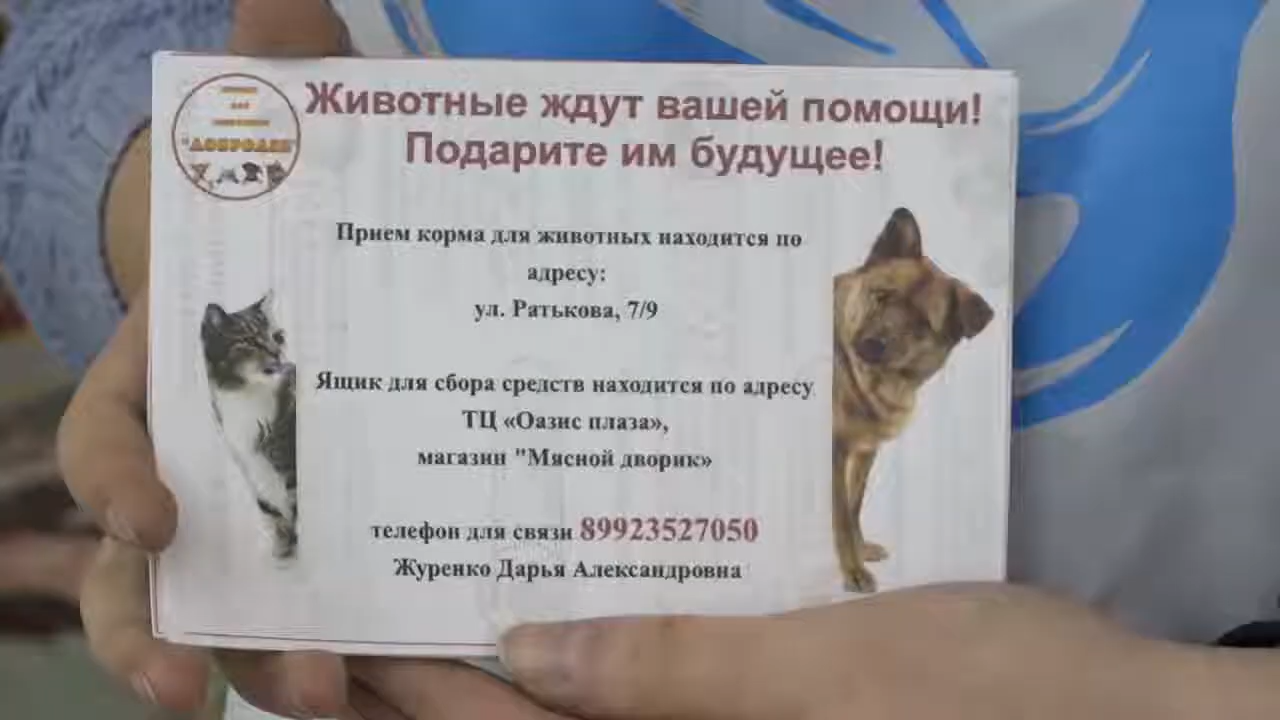 Животные ждут вашей помощи!
Подарите им будущее!
Прием корма для животных находится по
адресу:
ул. Ратькова, 7/9
Ящик для сбора средств находится по адресу
ТЦ «Оазис плаза»,
магазин "Мясной дворик»
телефон для связи 89923527050
Журенко Дарья Александровна